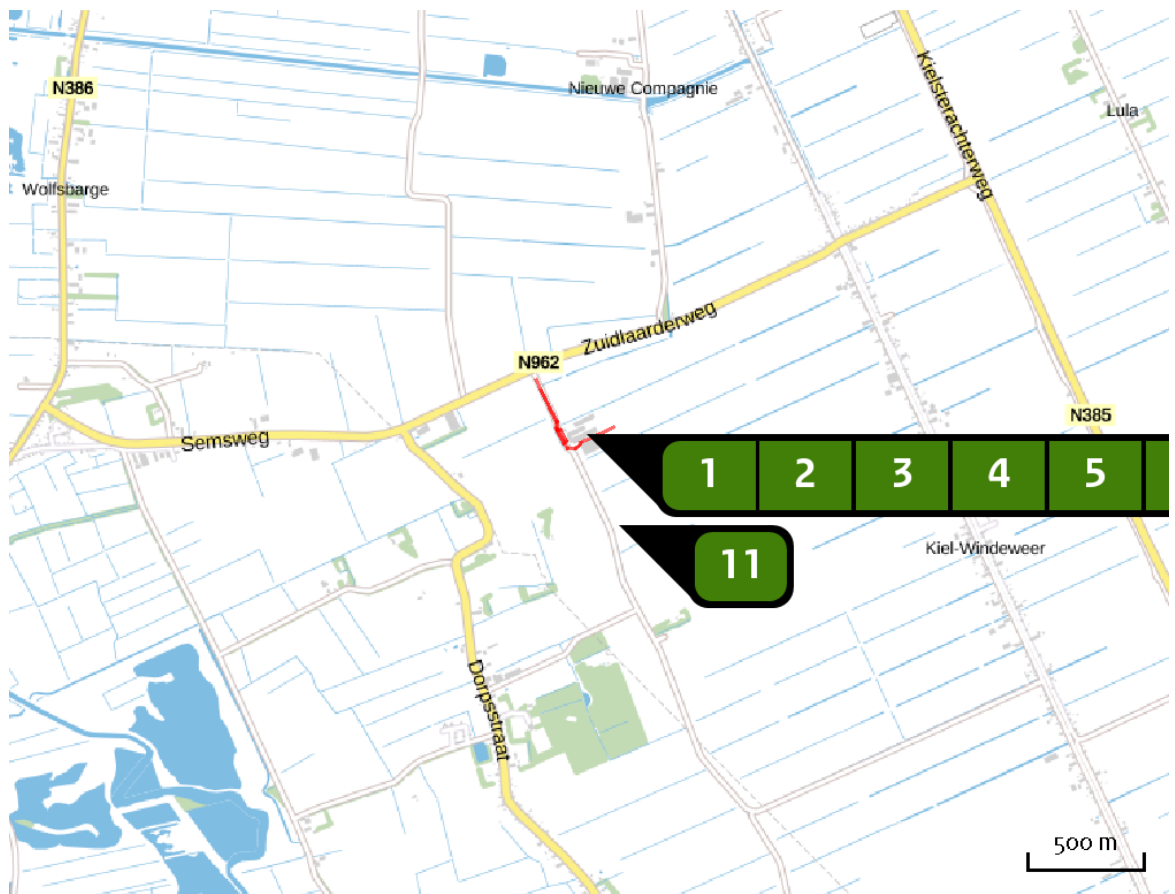 N386
Nieuwe Compagnie
Kielsterachterweg
Lula
Wolfsbarge
Zuidlaarderweg
N962
N385
Semsweg
1 2 3 4 5
11
Kiel-Windeweer
Dorpsstraat
500 m